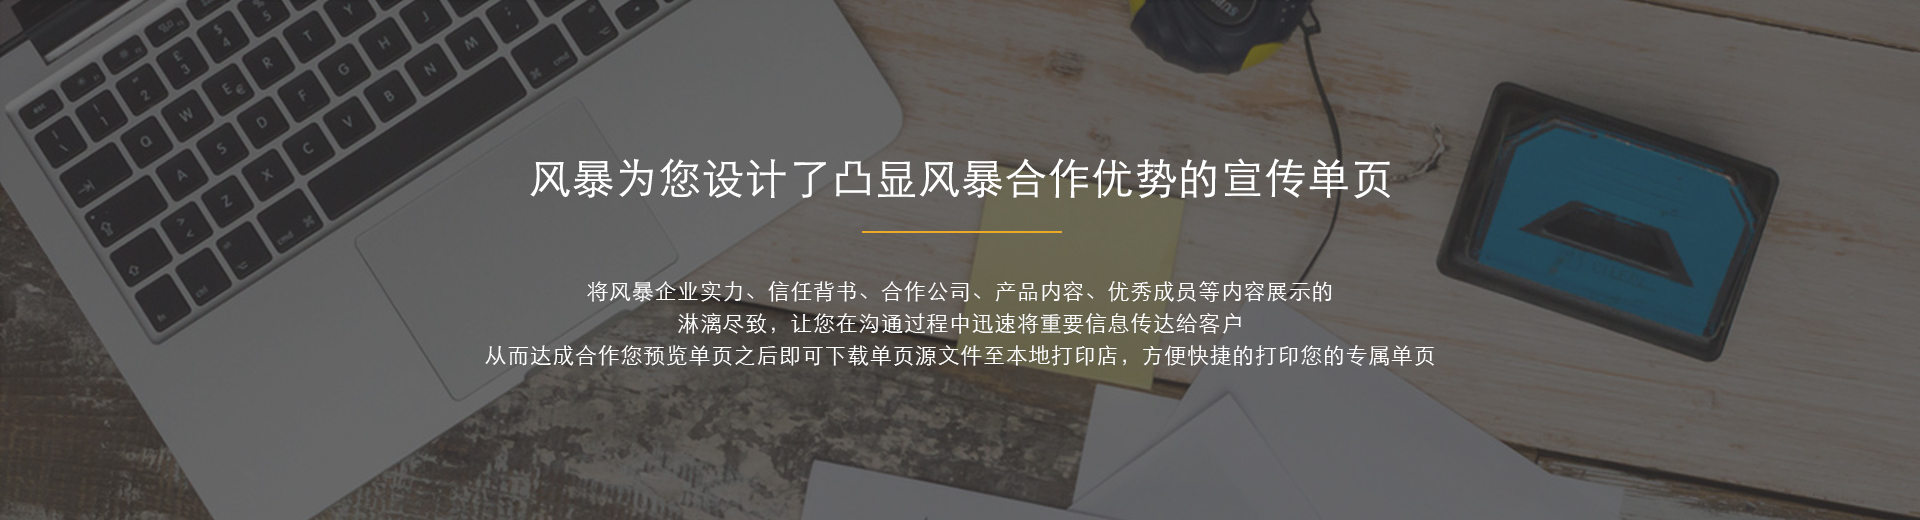 风暴为您设计了凸显风暴合作优势的宣传单页
将风暴企业实力、信任背书、合作公司、产品内容、优秀成员等内容展示的
淋漓尽致，让您在沟通过程中迅速将重要信息传达给客户
从而达成合作您预览单页之后即可下载单页源文件至本地打印店，方便快捷的打印您的专属单页